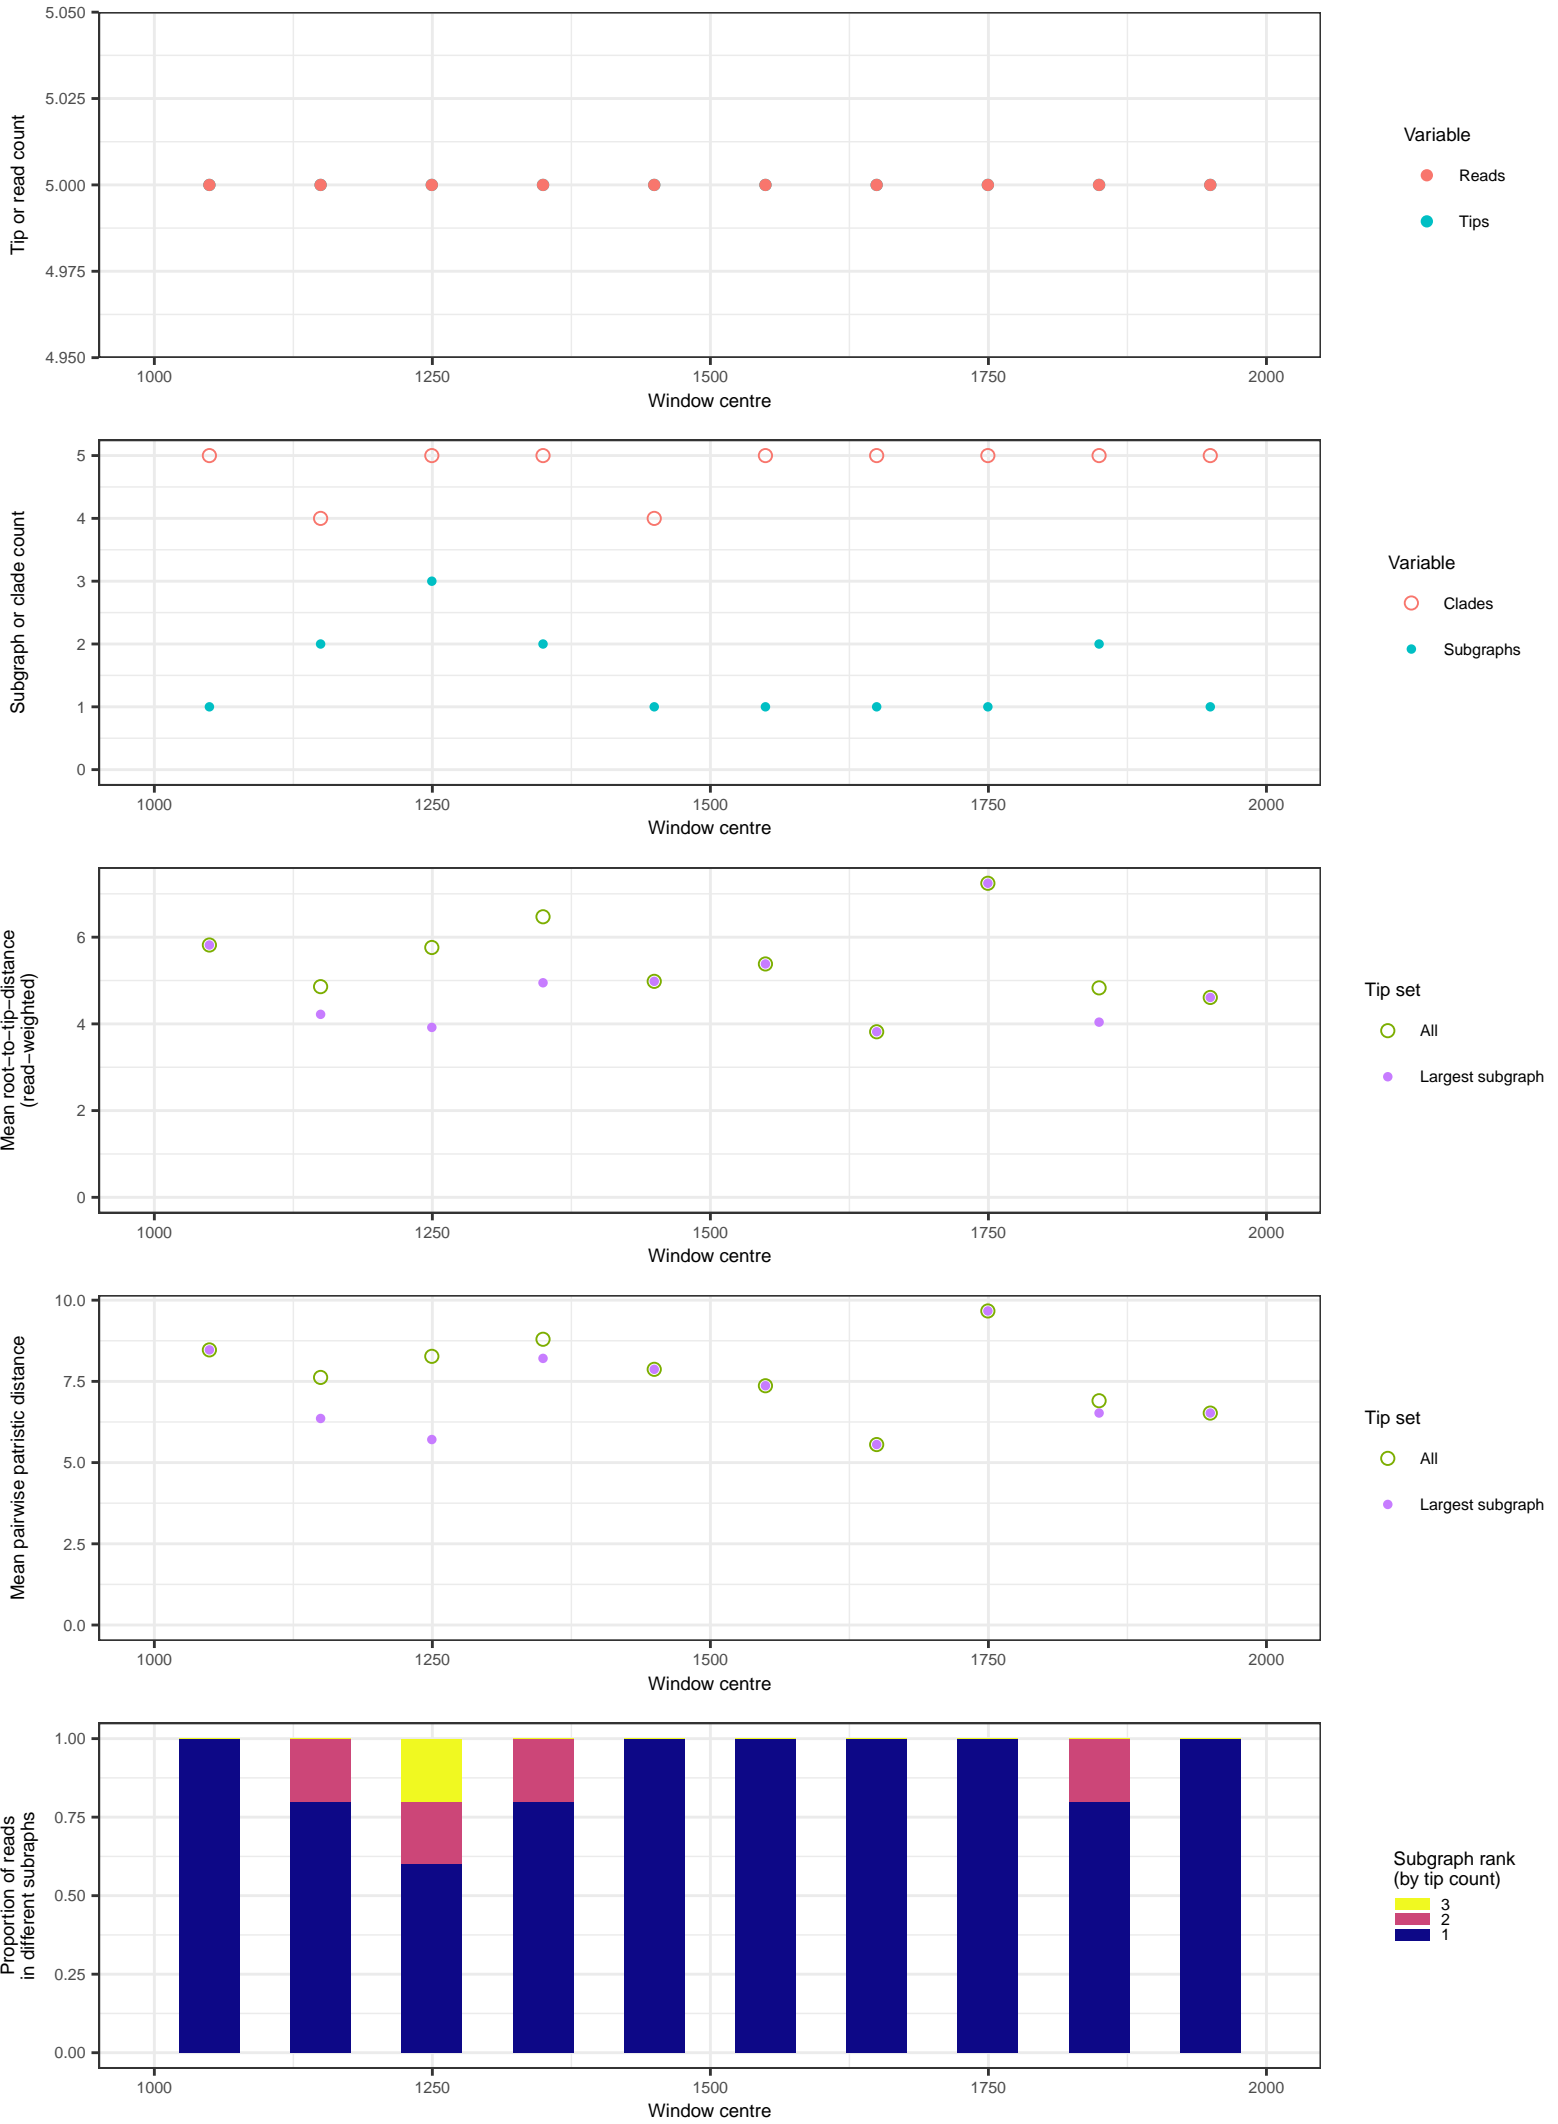 5.050
5.025
5.000
4.975
4.950
Tip or read count
1000 1250 1500 1750 2000
Window centre
Variable
Reads
Tips
5
4
3
2
1
0
Subgraph or clade count
1000 1250 1500 1750 2000
Window centre
Variable
Clades
Subgraphs
6
4
2
0
Mean root−to−tip−distance
(read−weighted)
1000 1250 1500 1750 2000
Window centre
Tip set
All
Largest subgraph
10.0
7.5
5.0
2.5
0.0
Mean pairwise patristic distance
1000 1250 1500 1750 2000
Window centre
Tip set
All
Largest subgraph
1.00
0.75
0.50
0.25
0.00
Proportion of reads
in different subraphs
1000 1250 1500 1750 2000
Window centre
Subgraph rank
(by tip count)
3
2
1